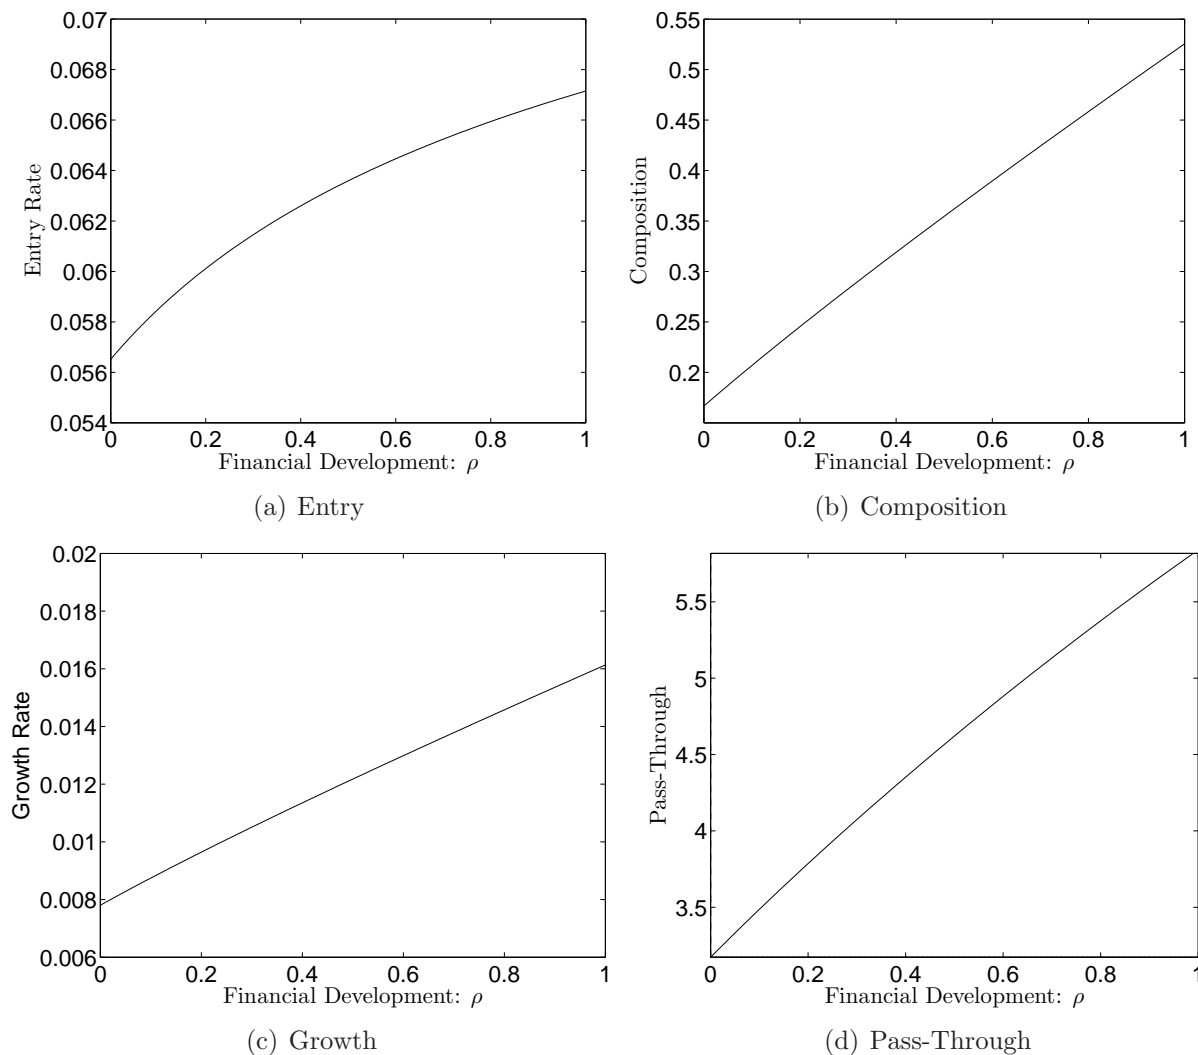 0.07
0.068
0.066
0.064
0.062
0.06
0.058
0.056
0.054
Entry Rate
0 0.2 0.4 0.6 0.8 1
Financial Development: ρ
(a) Entry
0.55
0.5
0.45
0.4
0.35
0.3
0.25
0.2
Composition
0 0.2 0.4 0.6 0.8 1
Financial Development: ρ
(b) Composition
0.02
0.018
0.016
0.014
0.012
0.01
0.008
0.006
Growth Rate
0 0.2 0.4 0.6 0.8 1
Financial Development: ρ
(c) Growth
5.5
5
4.5
4
3.5
Pass-Through
0 0.2 0.4 0.6 0.8 1
Financial Development: ρ
(d) Pass-Through